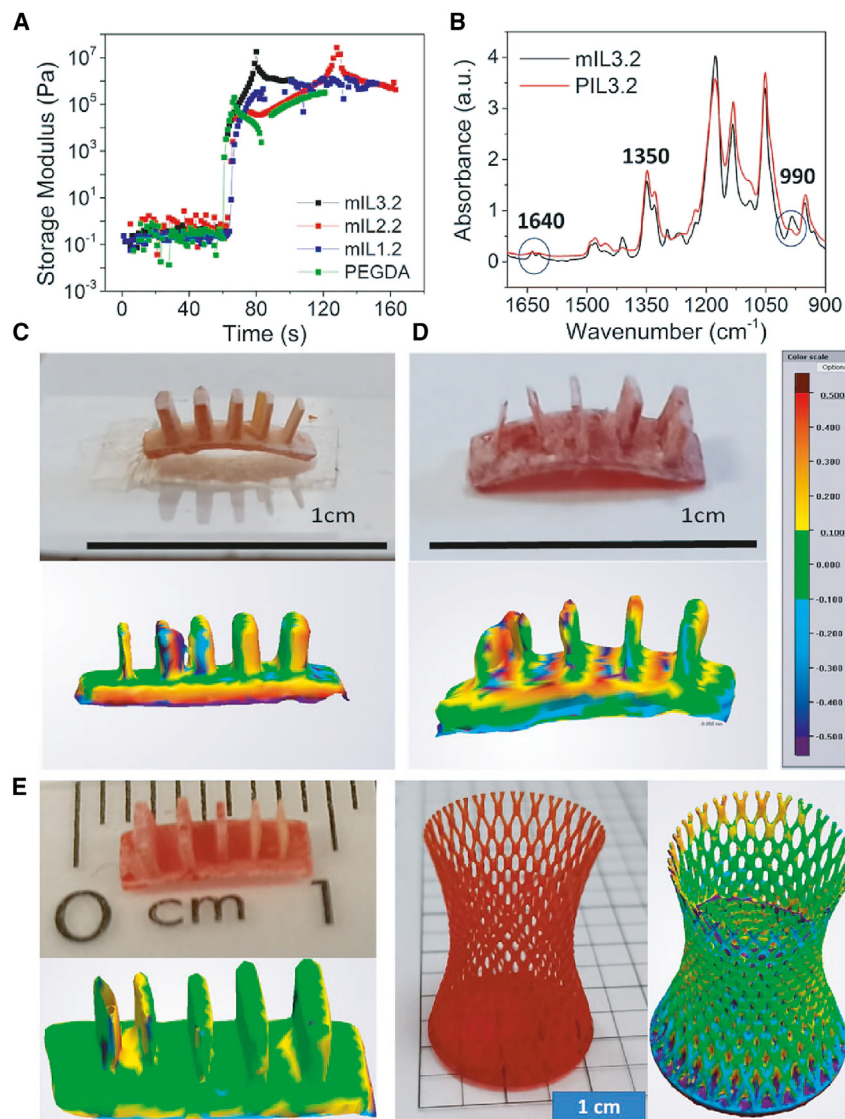 A
Storage Modulus (Pa)
10^7
10^5
10^3
10^1
10^-1
10^-3
mIL3.2
mIL2.2
mIL1.2
PEGDA
0 40 80 120 160
Time (s)
B
Absorbance (a.u.)
4
3
2
1
0
mIL3.2
PIL3.2
1640
1350
990
1650 1500 1350 1200 1050 900
Wavenumber (cm^-1)
C
1cm
D
1cm
Color scale
0.500
0.400
0.300
0.200
0.100
0.000
-0.100
-0.200
-0.300
-0.400
-0.500
E
0 cm 1
1 cm